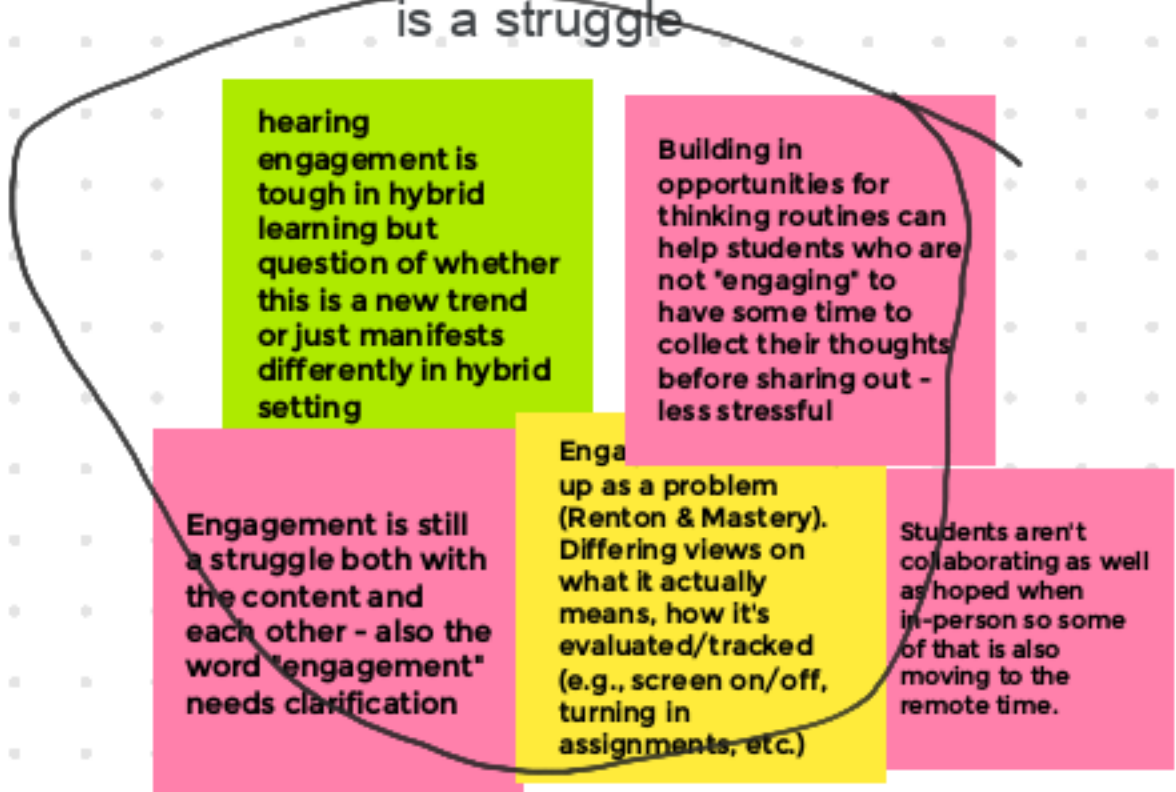 is a struggle
hearing
engagement is
tough in hybrid
learning but
question of whether
this is a new trend
or just manifests
differently in hybrid
setting
Building in
opportunities for
thinking routines can
help students who are
not "engaging" to
have some time to
collect their thoughts
before sharing out -
less stressful
Engagement is still
a struggle both with
the content and
each other - also the
word "engagement"
needs clarification
Enga
up as a problem
(Renton & Mastery).
Differing views on
what it actually
means, how it's
evaluated/tracked
(e.g., screen on/off,
turning in
assignments, etc.)
Students aren't
collaborating as well
as hoped when
in-person so some
of that is also
moving to the
remote time.